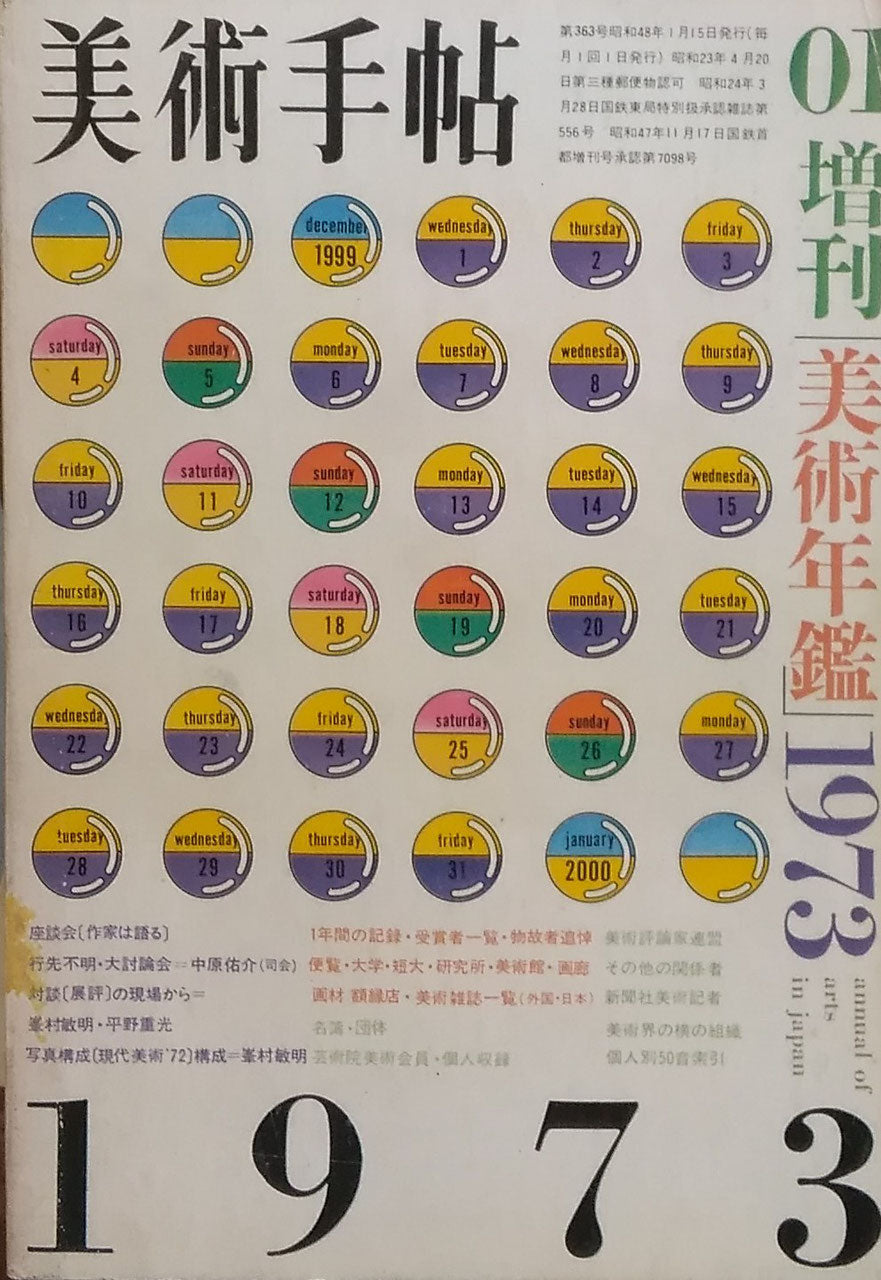 美術手帖
第363号昭和48年1月15日発行(毎
月1回1日発行) 昭和23年4月20
日第三種郵便物認可 昭和24年3
月28日国鉄東局特別扱承認雑誌第
556号 昭和47年11月17日国鉄首
都増刊号承認第7098号
01
増刊
「美術年鑑」
1973
annual of
arts
in japan
december
1999
wednesday
1
thursday
2
friday
3
saturday
4
sunday
5
monday
6
tuesday
7
wednesday
8
thursday
9
friday
10
saturday
11
sunday
12
monday
13
tuesday
14
wednesday
15
thursday
16
friday
17
saturday
18
sunday
19
monday
20
tuesday
21
wednesda
22
thursday
23
friday
24
saturday
25
sunday
26
monday
27
tuesday
28
wednesday
29
thursday
30
friday
31
january
2000
座談会〔作家は語る〕
行先不明・大討論会=中原佑介(司会)
対談〔展評〕の現場から=
峯村敏明・平野重光
写真構成〔現代美術'72〕構成=峯村敏明
1年間の記録・受賞者一覧・物故者追悼
便覧・大学・短大・研究所・美術館・画廊
画材 額縁店・美術雑誌一覧(外国・日本)
名簿・団体
芸術院美術会員・個人収録
美術評論家連盟
その他の関係者
新聞社美術記者
美術界の横の組織
個人別50音索引
1973